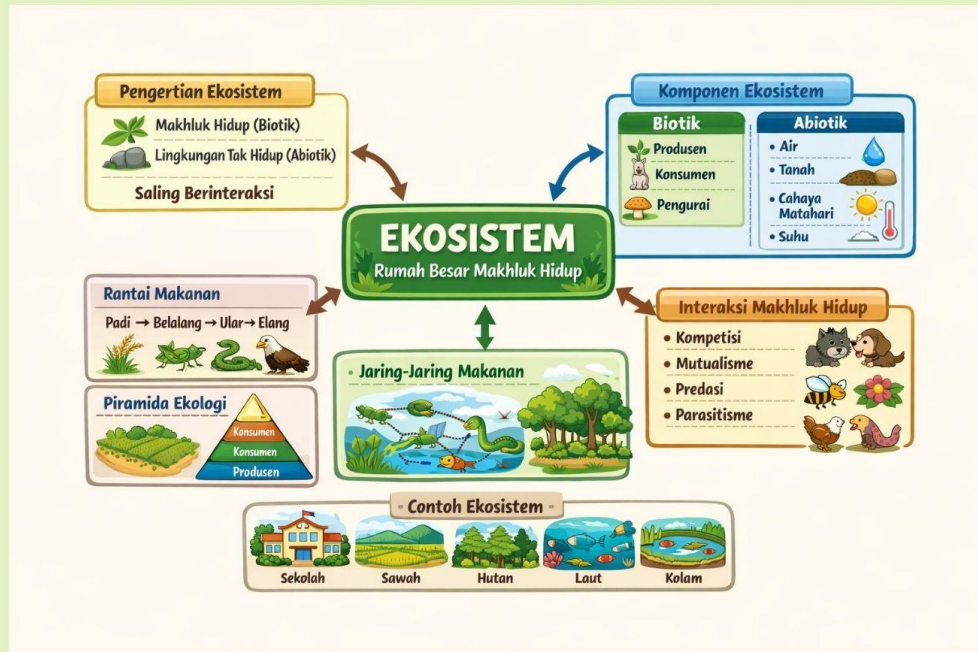 Pengertian Ekosistem
Makhluk Hidup (Biotik)
Lingkungan Tak Hidup (Abiotik)
Saling Berinteraksi
Komponen Ekosistem
Biotik
Produsen
Konsumen
Pengurai
Abiotik
• Air
• Tanah
• Cahaya
Matahari
• Suhu
EKOSISTEM
Rumah Besar Makhluk Hidup
Rantai Makanan
Padi → Belalang → Ular → Elang
Piramida Ekologi
Konsumen
Konsumen
Produsen
• Jaring-Jaring Makanan
Interaksi Makhluk Hidup
• Kompetisi
• Mutualisme
• Predasi
• Parasitisme
• Contoh Ekosistem •
Sekolah
Sawah
Hutan
Laut
Kolam